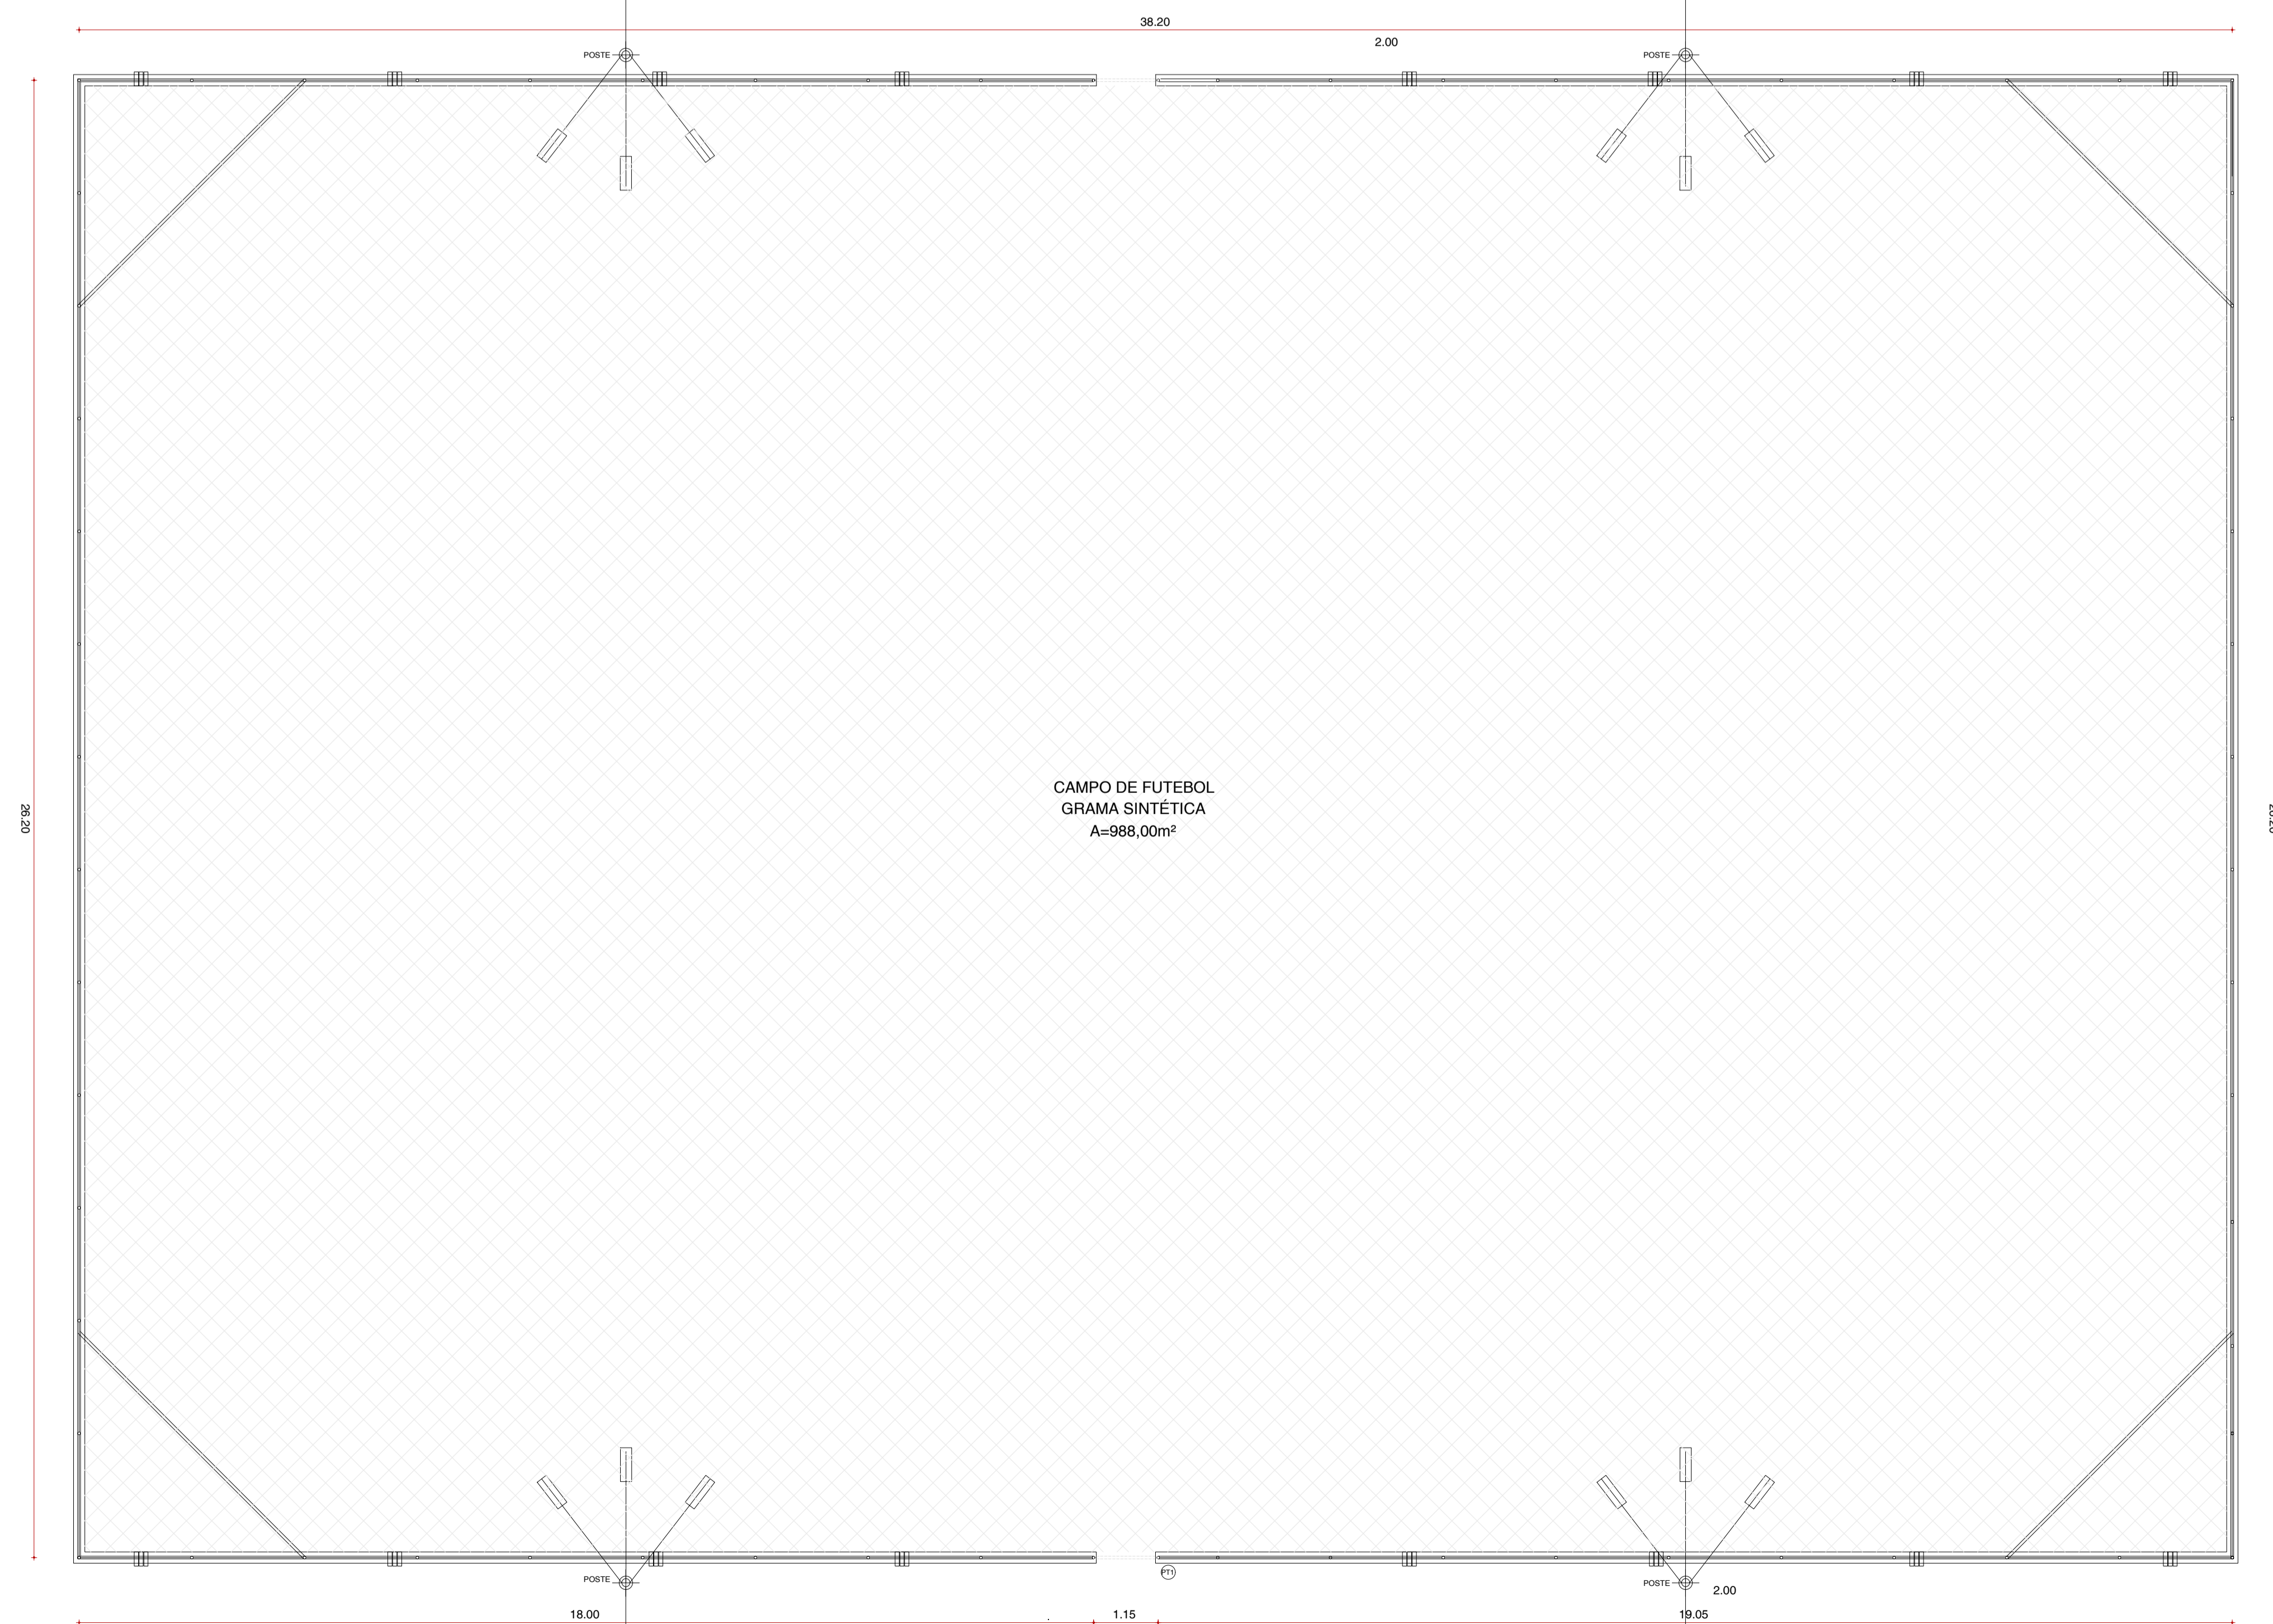 38.20
2.00
POSTE
POSTE
CAMPO DE FUTEBOL
GRAMA SINTÉTICA
A=988,00m²
26.20
PT1
POSTE
POSTE
2.00
18.00
1.15
19.05